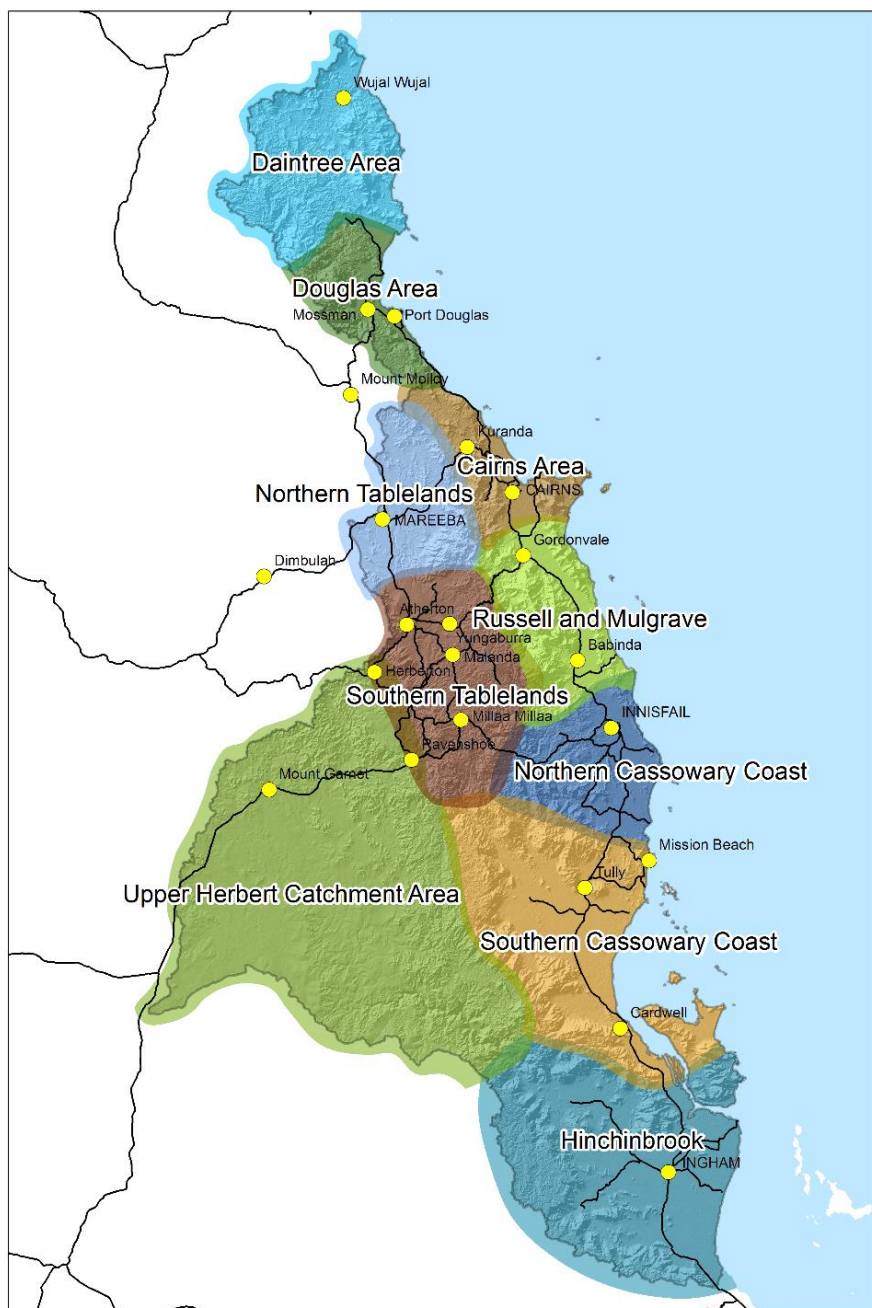 Wujal Wujal
Daintree Area
Douglas Area
Mossman
Port Douglas
Mount Molloy
Kuranda
Cairns Area
Northern Tablelands
CAIRNS
MAREEBA
Gordonvale
Dimbulah
Atherton
Russell and Mulgrave
Yungaburra
Malanda
Babinda
Herberton
Southern Tablelands
Millaa Millaa
INNISFAIL
Ravenshoe
Northern Cassowary Coast
Mount Garnet
Mission Beach
Tully
Upper Herbert Catchment Area
Southern Cassowary Coast
Cardwell
Hinchinbrook
INGHAM